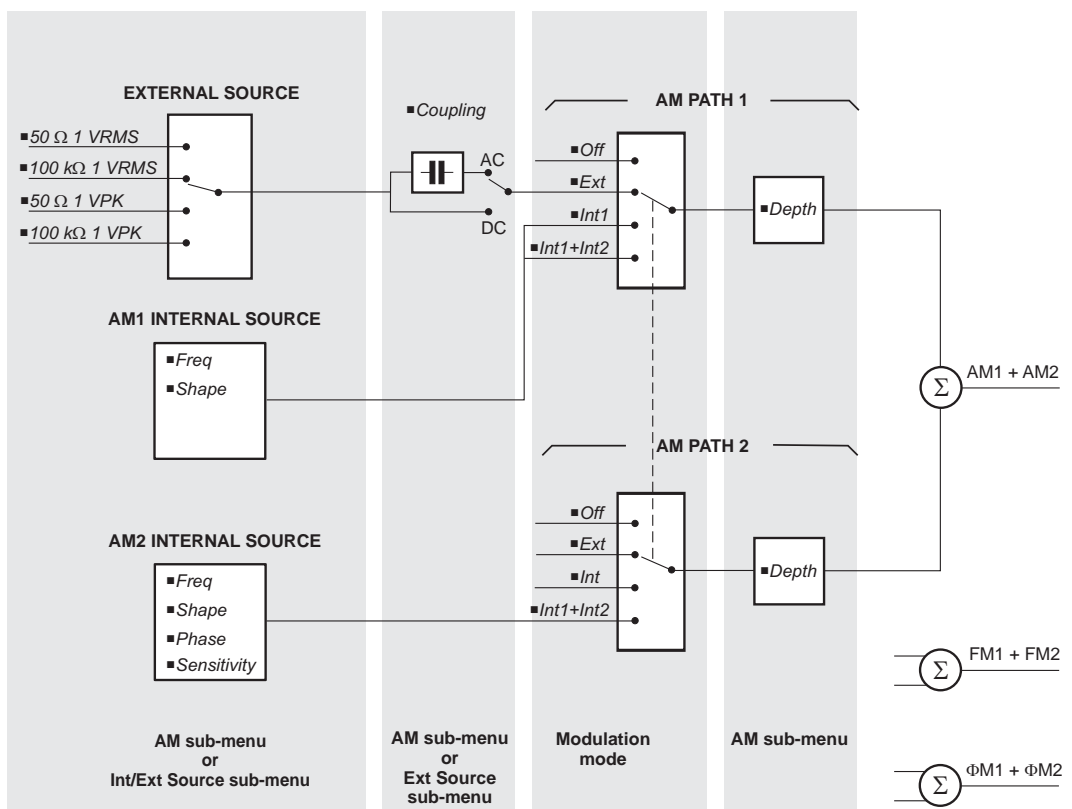 EXTERNAL SOURCE
■50 Ω 1 VRMS
■100 kΩ 1 VRMS
■50 Ω 1 VPK
■100 kΩ 1 VPK
■Coupling
AC
DC
AM PATH 1
■Off
■Ext
■Int1
■Int1+Int2
■Depth
AM1 INTERNAL SOURCE
■Freq
■Shape
Σ
AM1 + AM2
AM PATH 2
■Off
■Ext
■Int
■Int1+Int2
■Depth
AM2 INTERNAL SOURCE
■Freq
■Shape
■Phase
■Sensitivity
Σ
FM1 + FM2
AM sub-menu
or
Int/Ext Source sub-menu
AM sub-menu
or
Ext Source
sub-menu
Modulation
mode
AM sub-menu
Σ
ΦM1 + ΦM2